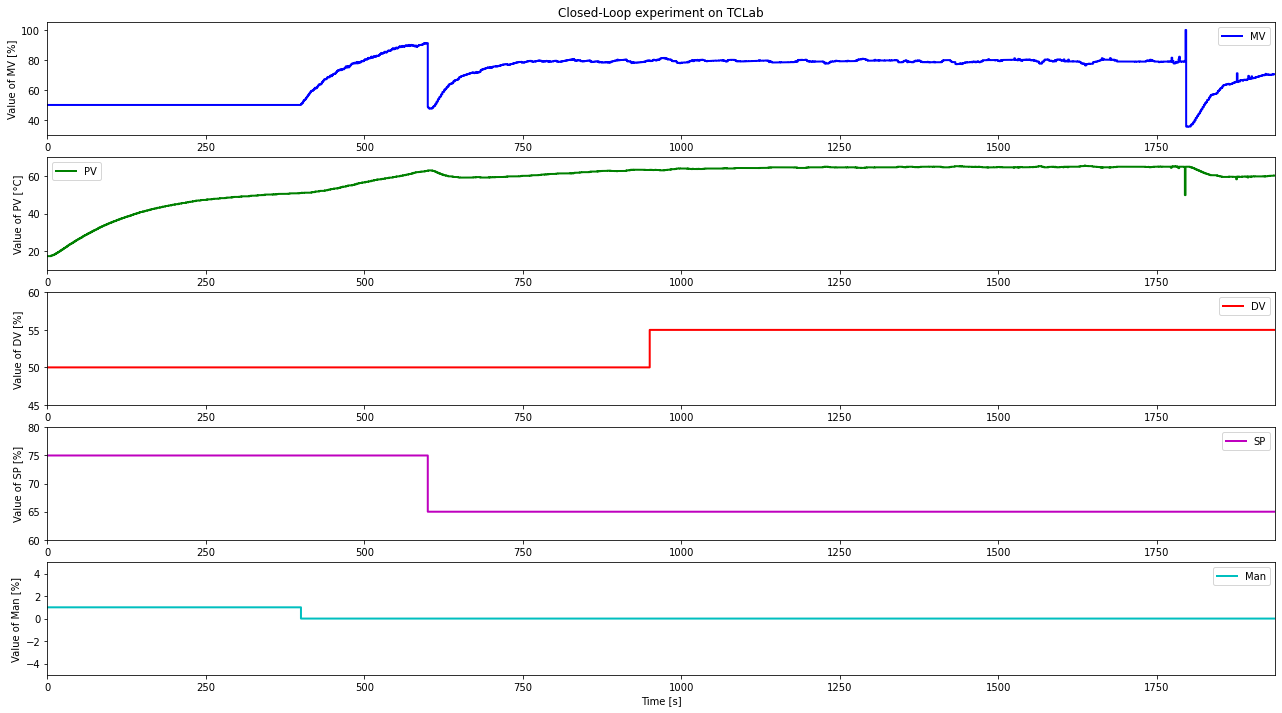 Closed-Loop experiment on TCLab
Value of MV [%]
100
80
60
40
MV
0 250 500 750 1000 1250 1500 1750
Value of PV [°C]
60
40
20
PV
0 250 500 750 1000 1250 1500 1750
Value of DV [%]
60
55
50
45
DV
0 250 500 750 1000 1250 1500 1750
Value of SP [%]
80
75
70
65
60
SP
0 250 500 750 1000 1250 1500 1750
Value of Man [%]
4
2
0
−2
−4
Man
0 250 500 750 1000 1250 1500 1750
Time [s]